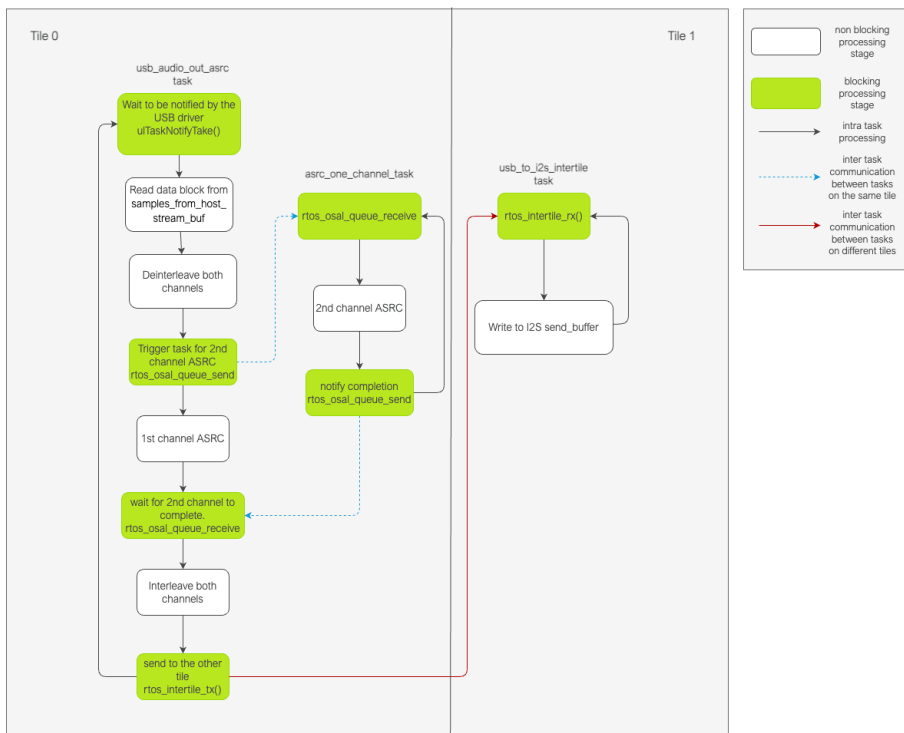 Tile 0
Tile 1
usb_audio_out_asrc
task
Wait to be notified by the
USB driver
ulTaskNotifyTake()
Read data block from
samples_from_host_
stream_buf
Deinterleave both
channels
Trigger task for 2nd
channel ASRC
rtos_osal_queue_send
1st channel ASRC
wait for 2nd channel to
complete.
rtos_osal_queue_receive
Interleave both
channels
send to the other
tile
rtos_intertile_tx()
asrc_one_channel_task
rtos_osal_queue_receive
2nd channel ASRC
notify completion
rtos_osal_queue_send
usb_to_i2s_intertile
task
rtos_intertile_rx()
Write to I2S send_buffer
non blocking
processing
stage
blocking
processing
stage
intra task
processing
inter task
communication
between tasks
on the same tile
inter task
communication
between tasks
on different tiles